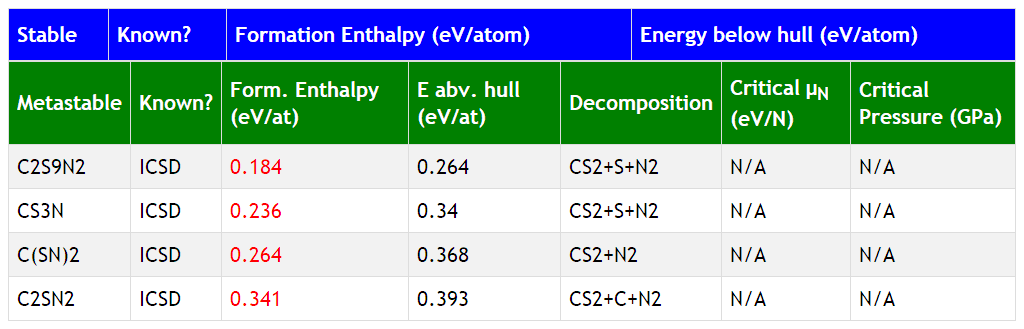 Stable Known? Formation Enthalpy (eV/atom) Energy below hull (eV/atom)
Metastable Known? Form. Enthalpy (eV/at) E abv. hull (eV/at) Decomposition Critical μN (eV/N) Critical Pressure (GPa)
C2S9N2 ICSD 0.184 0.264 CS2+S+N2 N/A N/A
CS3N ICSD 0.236 0.34 CS2+S+N2 N/A N/A
C(SN)2 ICSD 0.264 0.368 CS2+N2 N/A N/A
C2SN2 ICSD 0.341 0.393 CS2+C+N2 N/A N/A